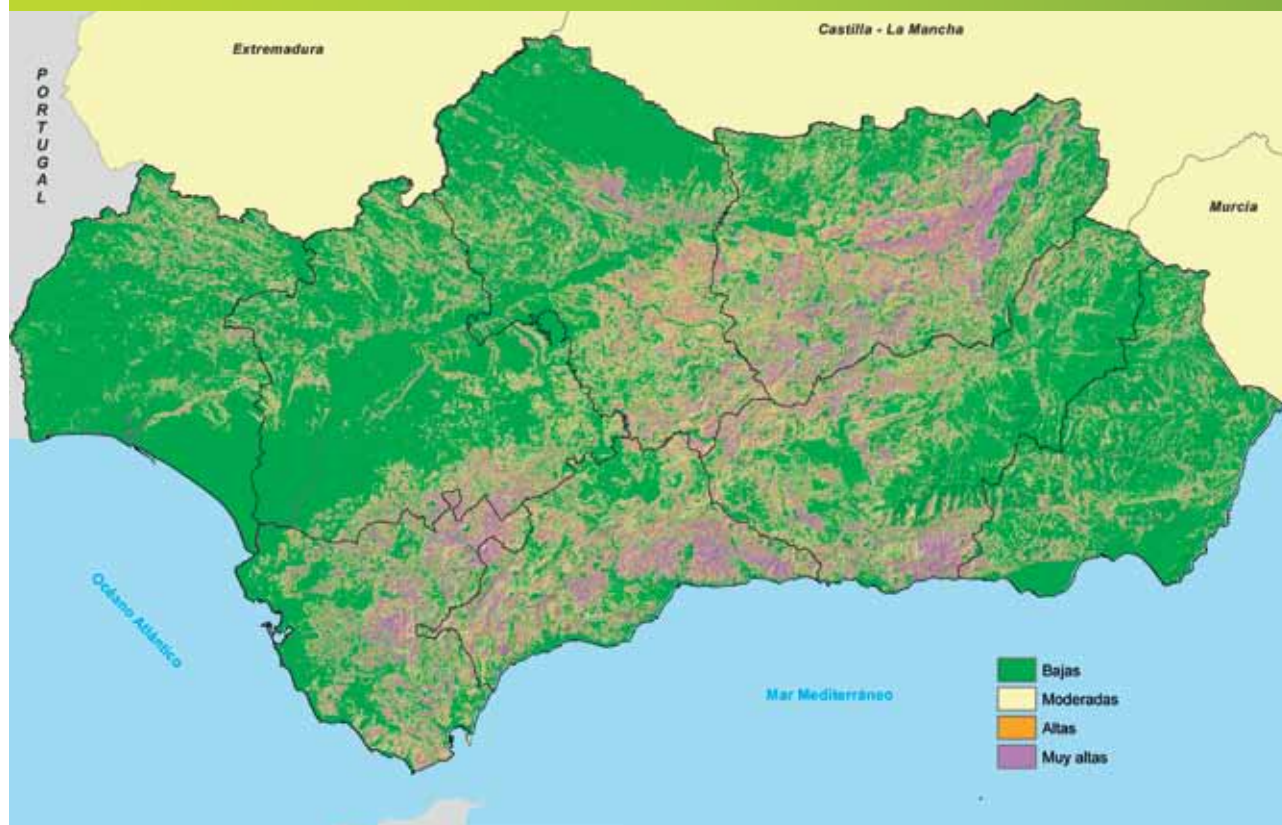 Extremadura
Castilla - La Mancha
PORTUGAL
Murcia
Océano Atlántico
Mar Mediterráneo
Bajas
Moderadas
Altas
Muy altas